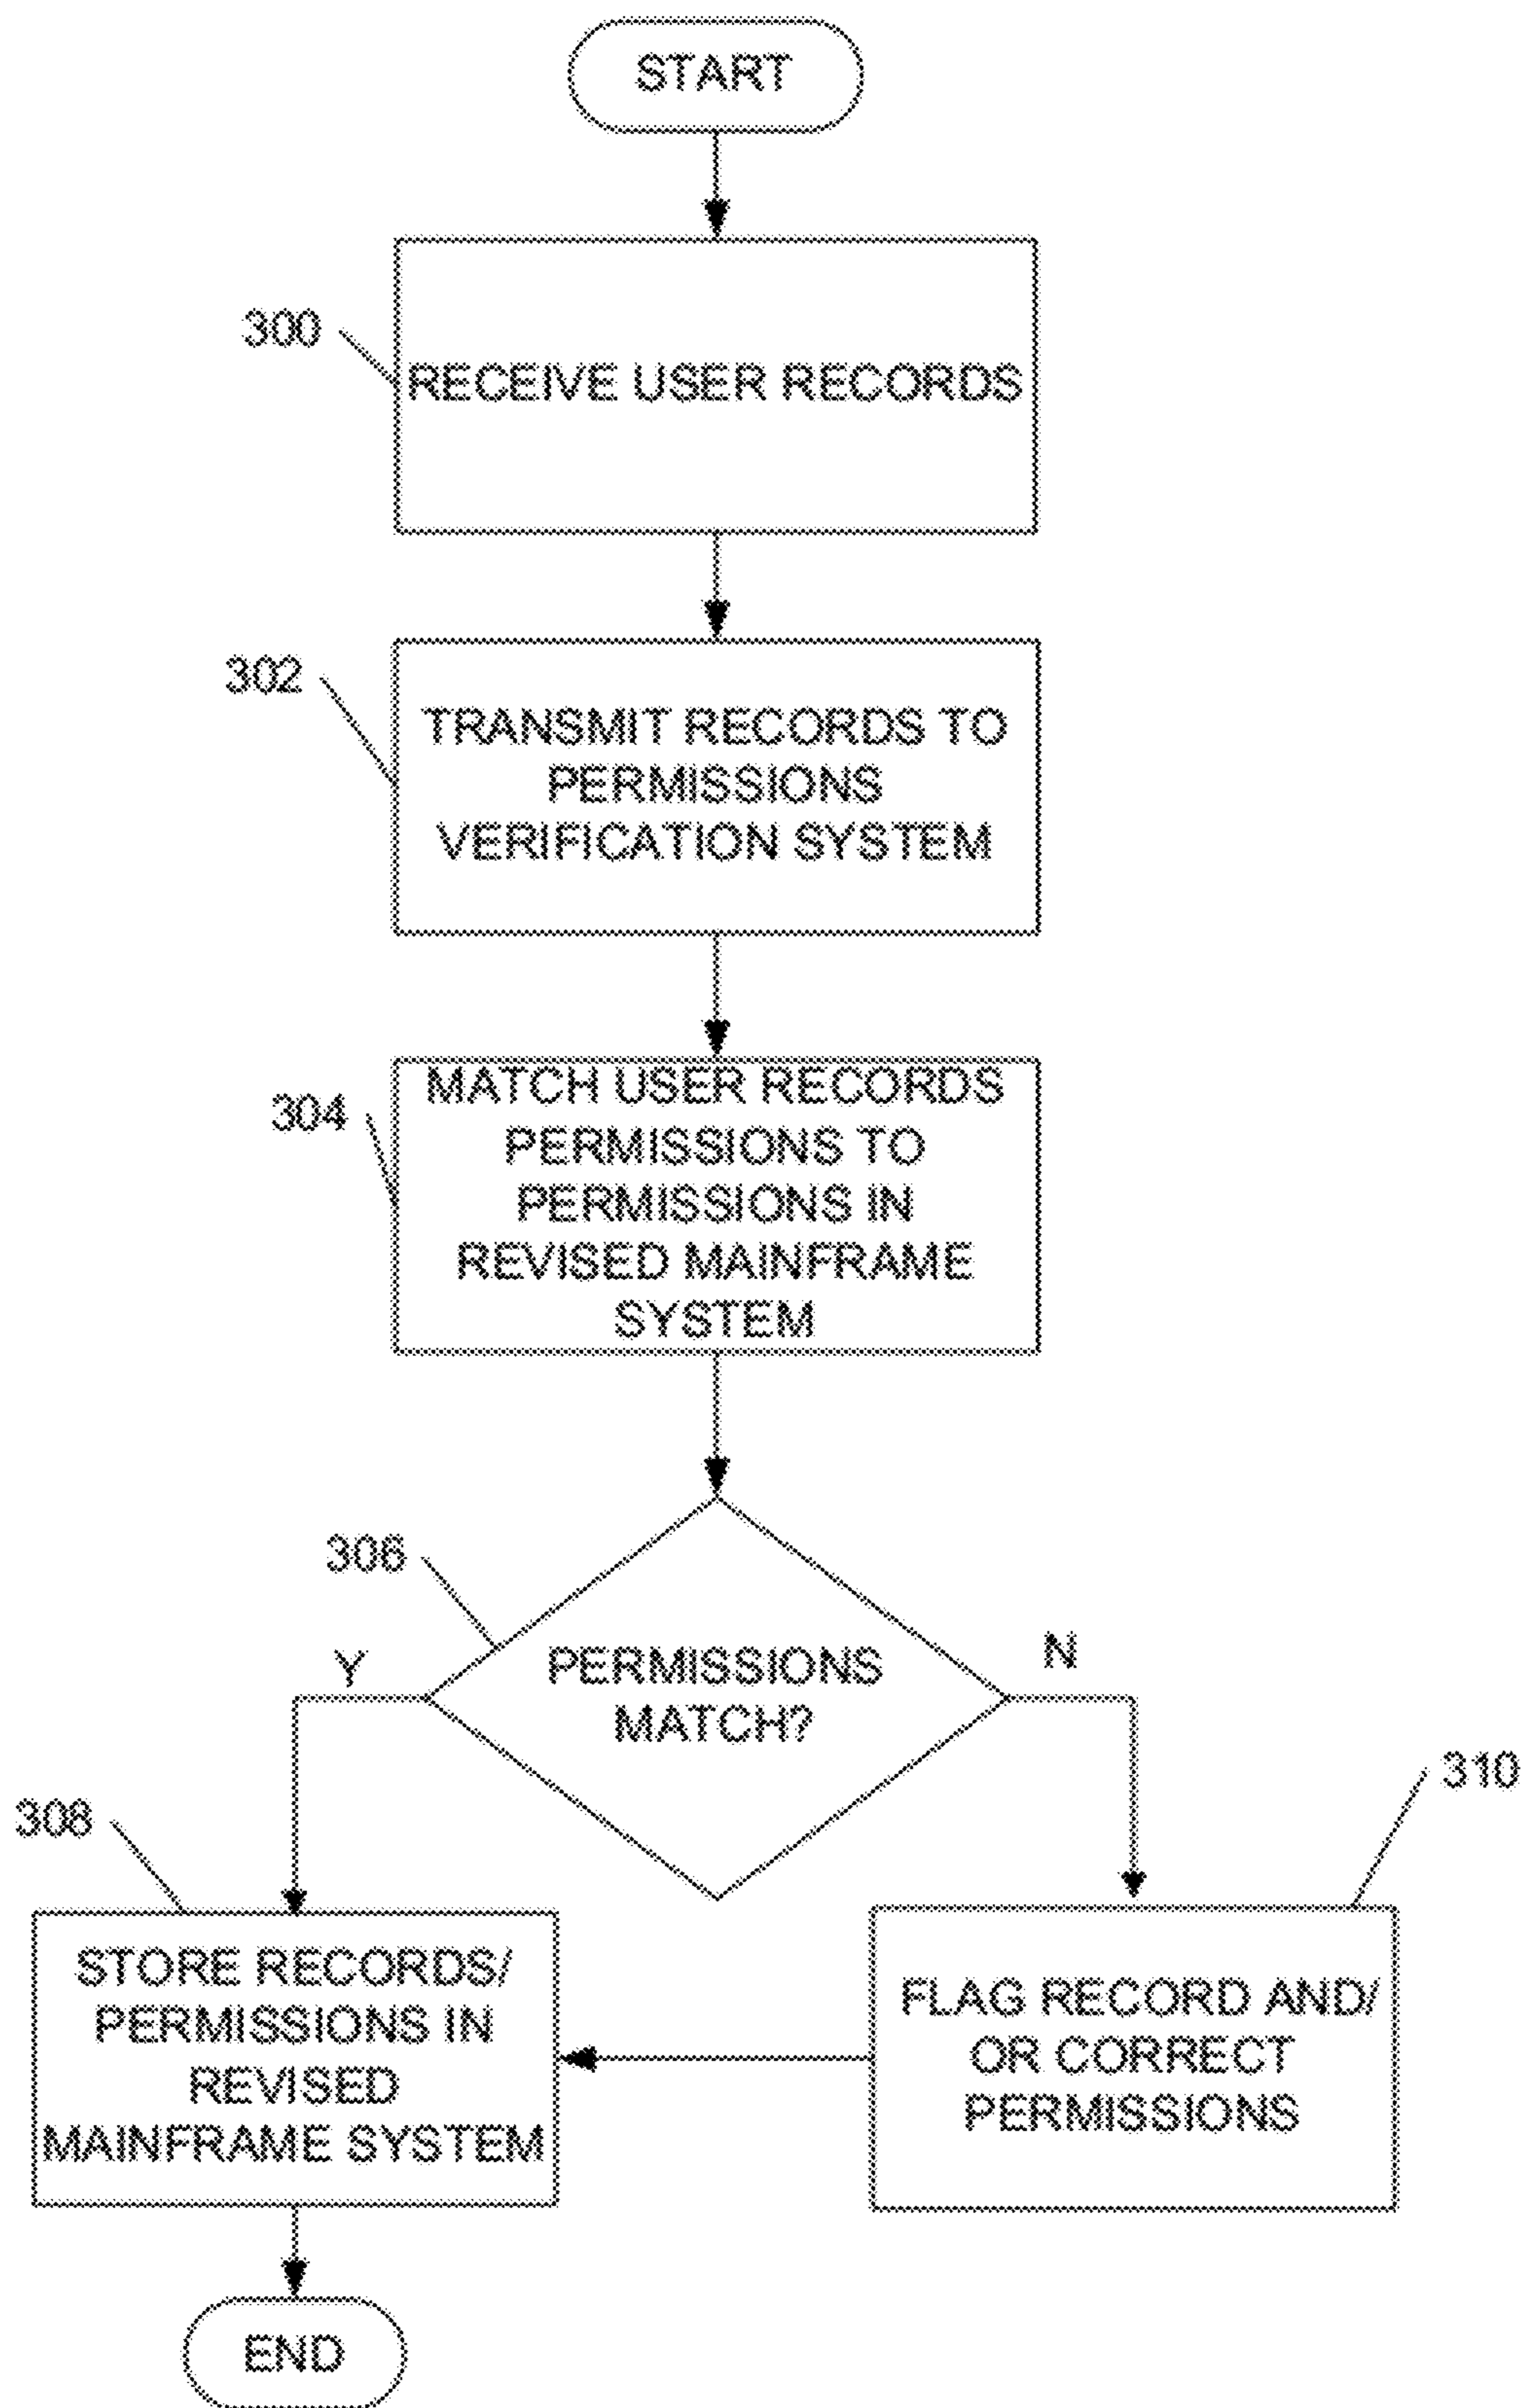 START
300
RECEIVE USER RECORDS
302
TRANSMIT RECORDS TO
PERMISSIONS
VERIFICATION SYSTEM
304
MATCH USER RECORDS
PERMISSIONS TO
PERMISSIONS IN
REVISED MAINFRAME
SYSTEM
306
Y
PERMISSIONS
MATCH?
N
308
310
STORE RECORDS/
PERMISSIONS IN
REVISED
MAINFRAME SYSTEM
FLAG RECORD AND/
OR CORRECT
PERMISSIONS
END